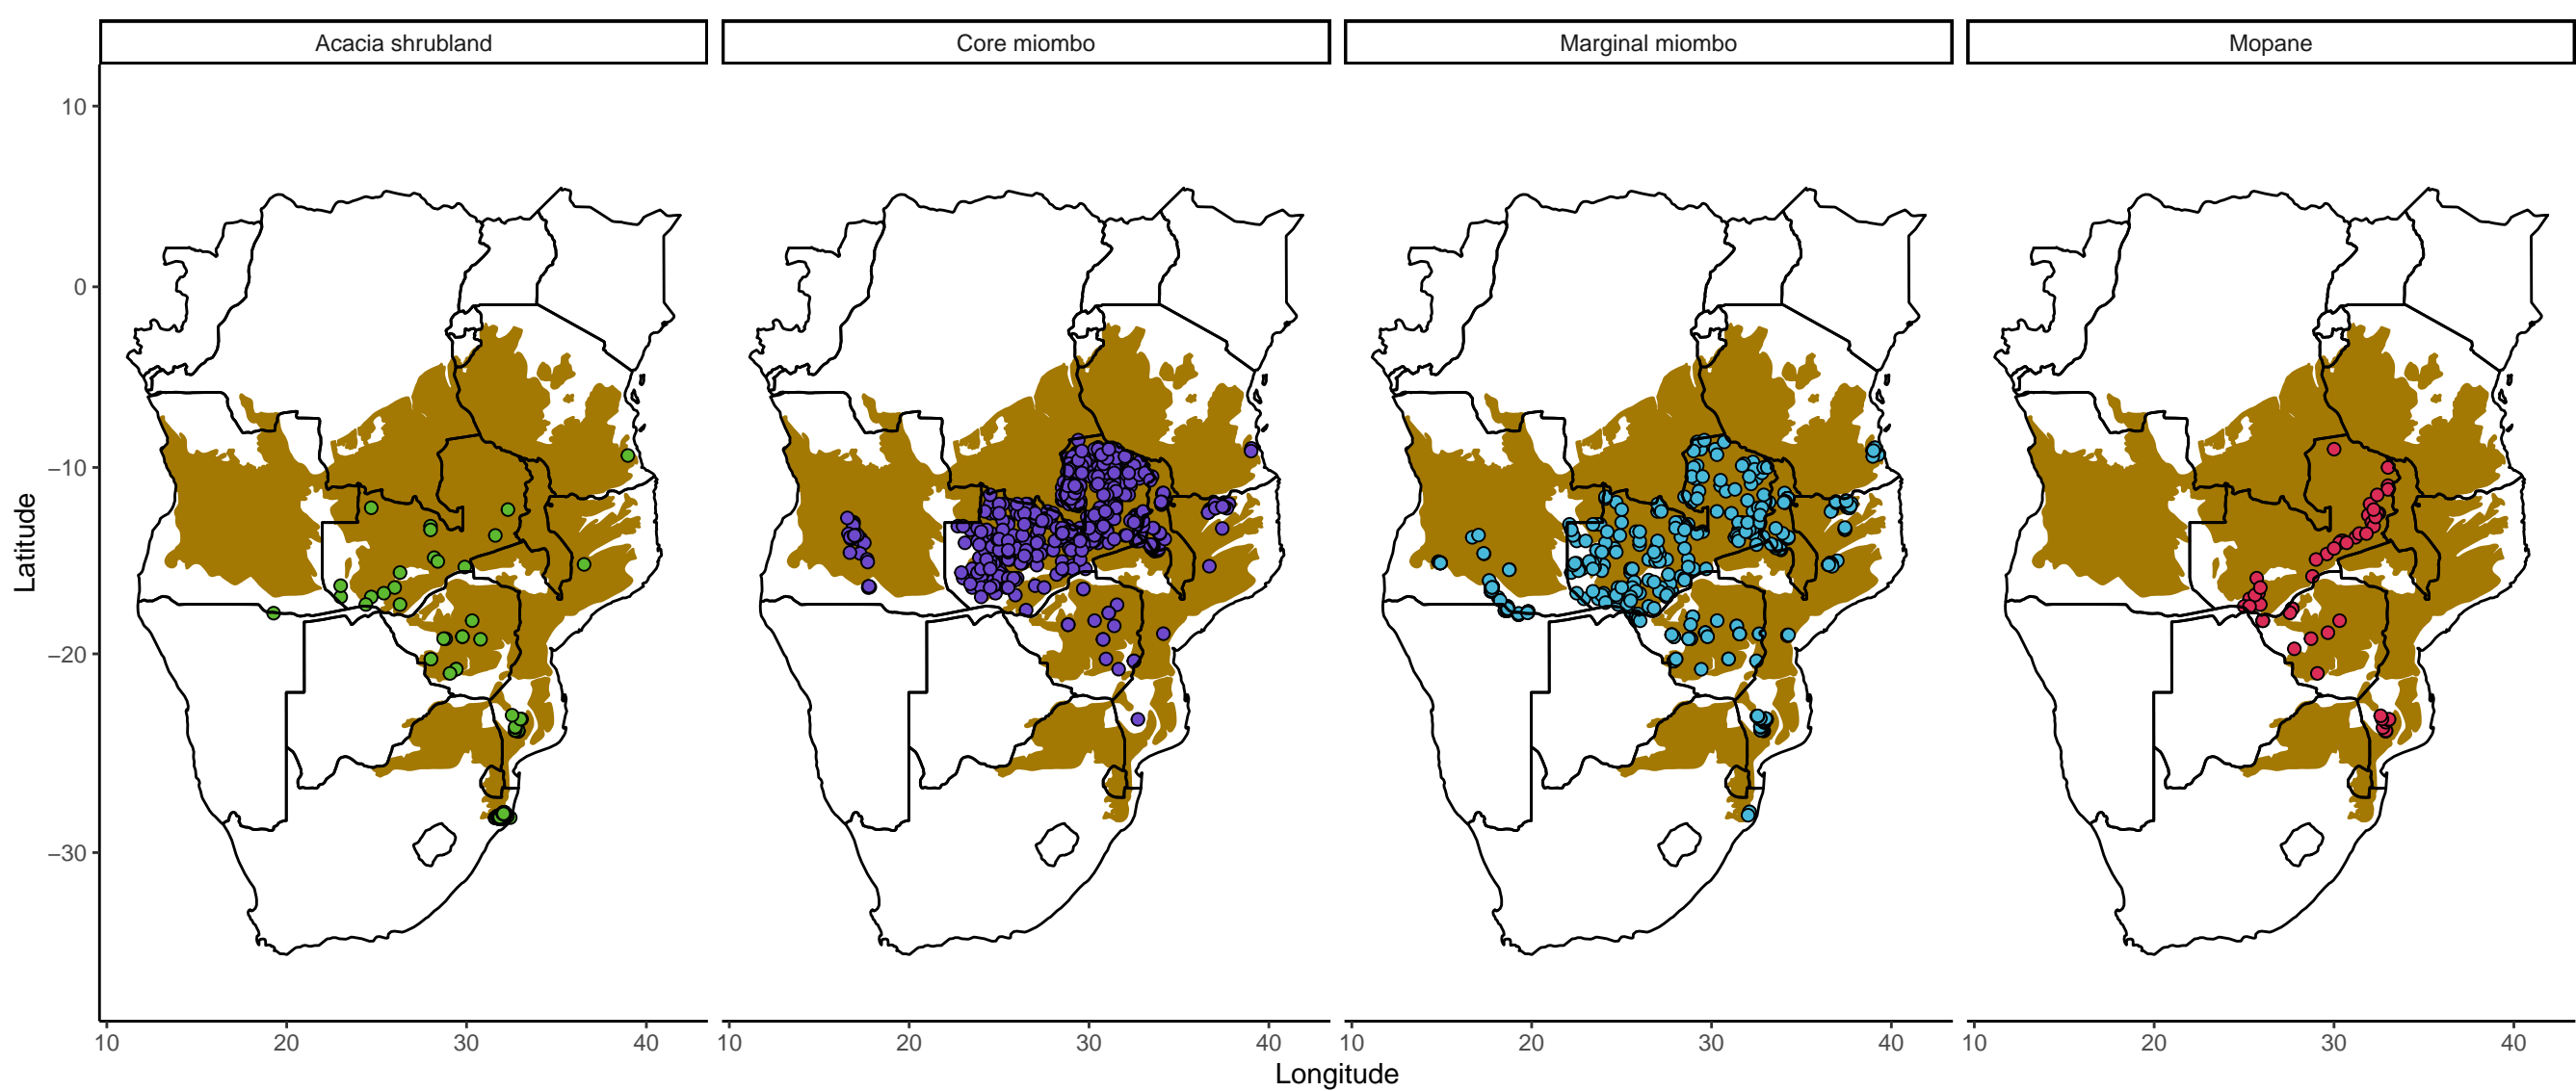 Acacia shrubland
Core miombo
Marginal miombo
Mopane
10
0
−10
−20
−30
Latitude
10 20 30 40
10 20 30 40
10 20 30 40
10 20 30 40
Longitude